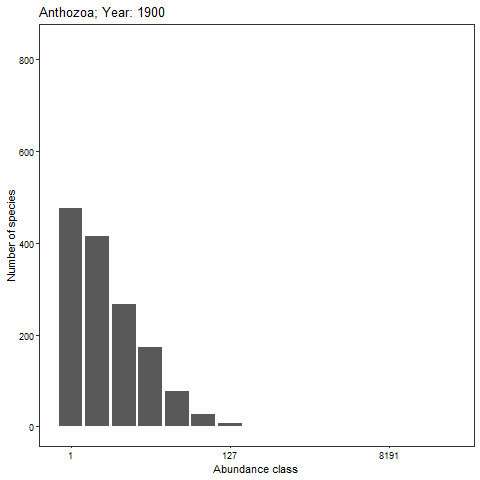 Anthozoa; Year: 1900
800
600
400
200
0
Number of species
1 127 8191
Abundance class